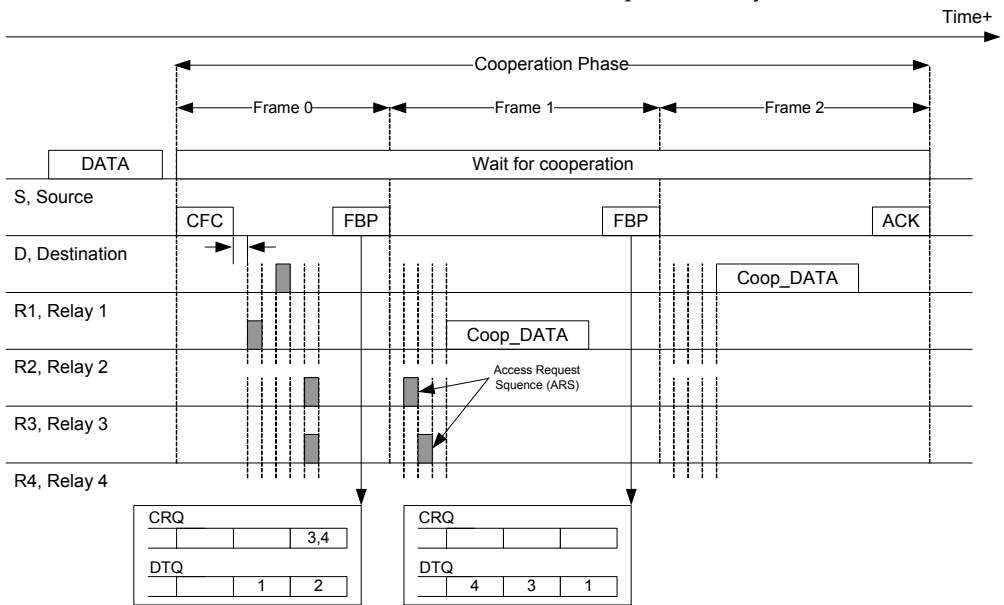 Time+
Cooperation Phase
Frame 0
Frame 1
Frame 2
DATA
Wait for cooperation
S, Source
CFC
FBP
FBP
ACK
D, Destination
Coop_DATA
R1, Relay 1
Coop_DATA
R2, Relay 2
Access Request
Squence (ARS)
R3, Relay 3
R4, Relay 4
CRQ
3,4
DTQ
1 2
CRQ
DTQ
4 3 1